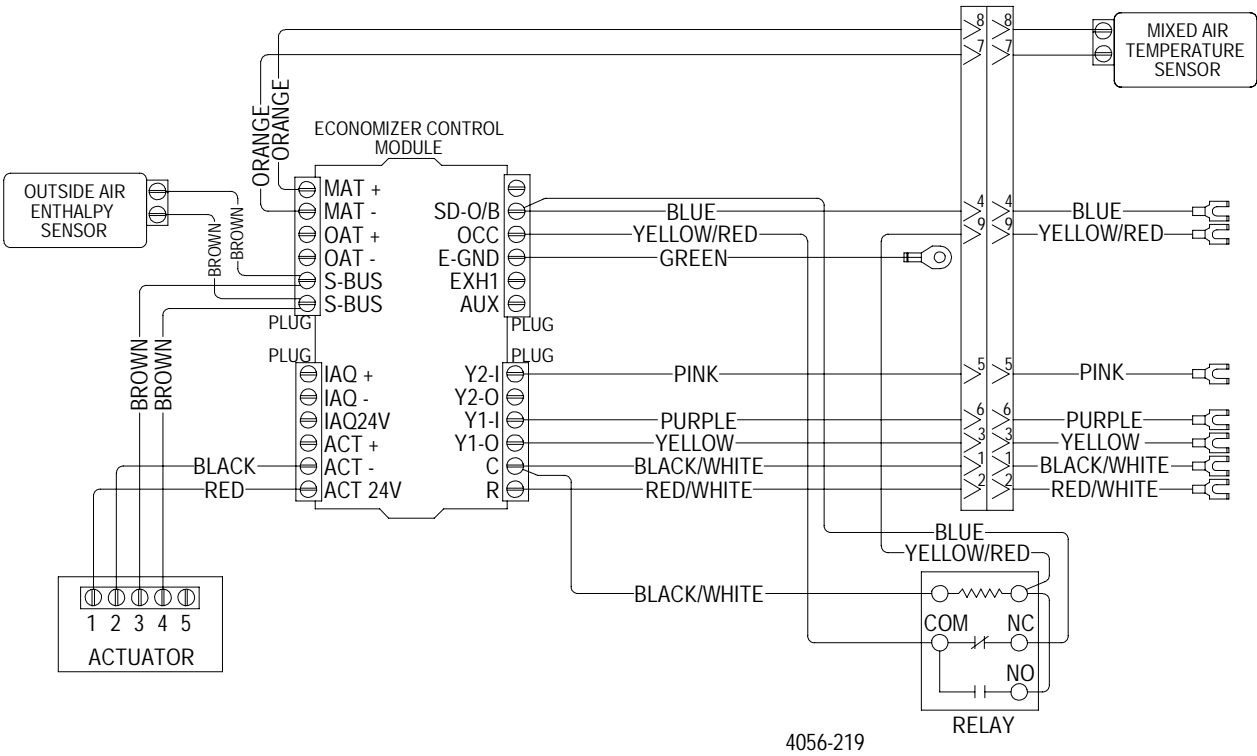 8 8
7 7
MIXED AIR
TEMPERATURE
SENSOR
ORANGE
ORANGE
ECONOMIZER CONTROL
MODULE
OUTSIDE AIR
ENTHALPY
SENSOR
BROWN
BROWN
MAT +
MAT -
OAT +
OAT -
S-BUS
S-BUS
PLUG
SD-O/B
OCC
E-GND
EXH1
AUX
PLUG
BLUE
YELLOW/RED
GREEN
4 4
9 9
BLUE
YELLOW/RED
PLUG
IAQ +
IAQ -
IAQ24V
ACT +
ACT -
ACT 24V
PLUG
Y2-I
Y2-O
Y1-I
Y1-O
C
R
PINK
PURPLE
YELLOW
BLACK/WHITE
RED/WHITE
5 5
6 6
3 3
1 1
2 2
PINK
PURPLE
YELLOW
BLACK/WHITE
RED/WHITE
BROWN
BROWN
BLACK
RED
1 2 3 4 5
ACTUATOR
BLUE
YELLOW/RED
BLACK/WHITE
COM NC
NO
RELAY
4056-219